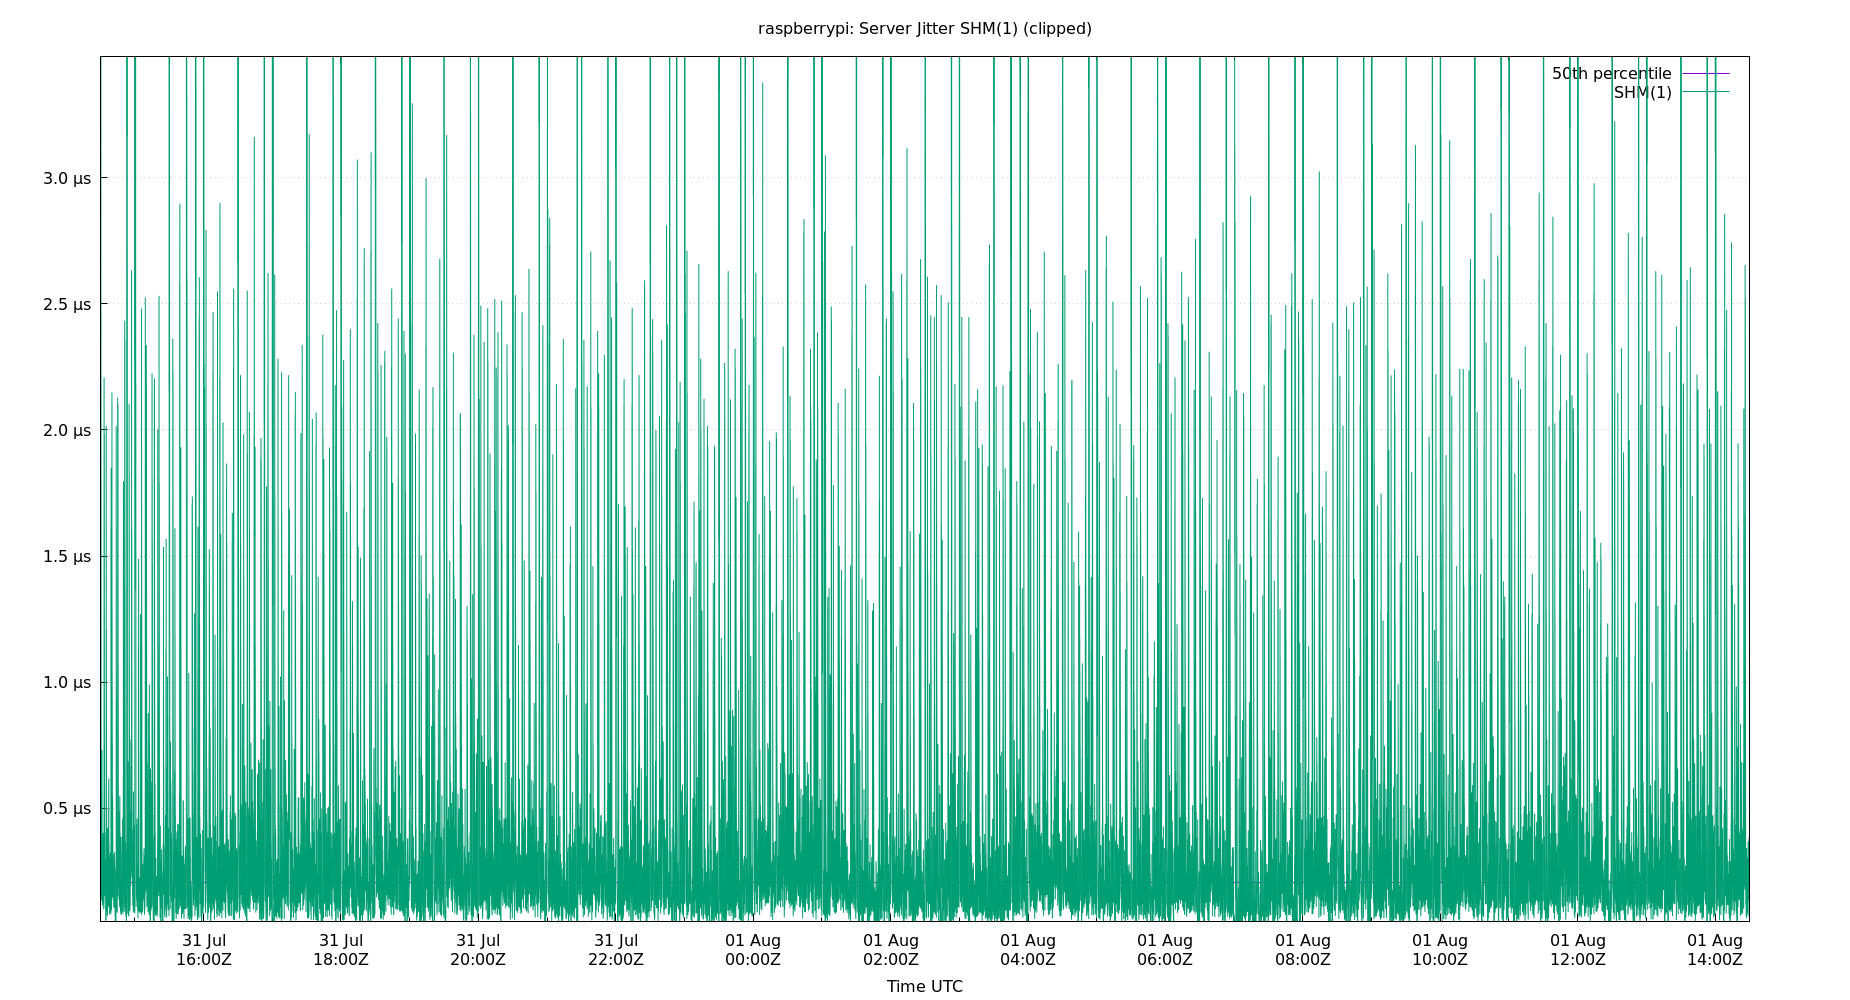 raspberrypi: Server Jitter SHM(1) (clipped)
50th percentile
SHM(1)
3.0 µs
2.5 µs
2.0 µs
1.5 µs
1.0 µs
0.5 µs
31 Jul 31 Jul 31 Jul 31 Jul 01 Aug 01 Aug 01 Aug 01 Aug 01 Aug 01 Aug 01 Aug 01 Aug
16:00Z 18:00Z 20:00Z 22:00Z 00:00Z 02:00Z 04:00Z 06:00Z 08:00Z 10:00Z 12:00Z 14:00Z
Time UTC